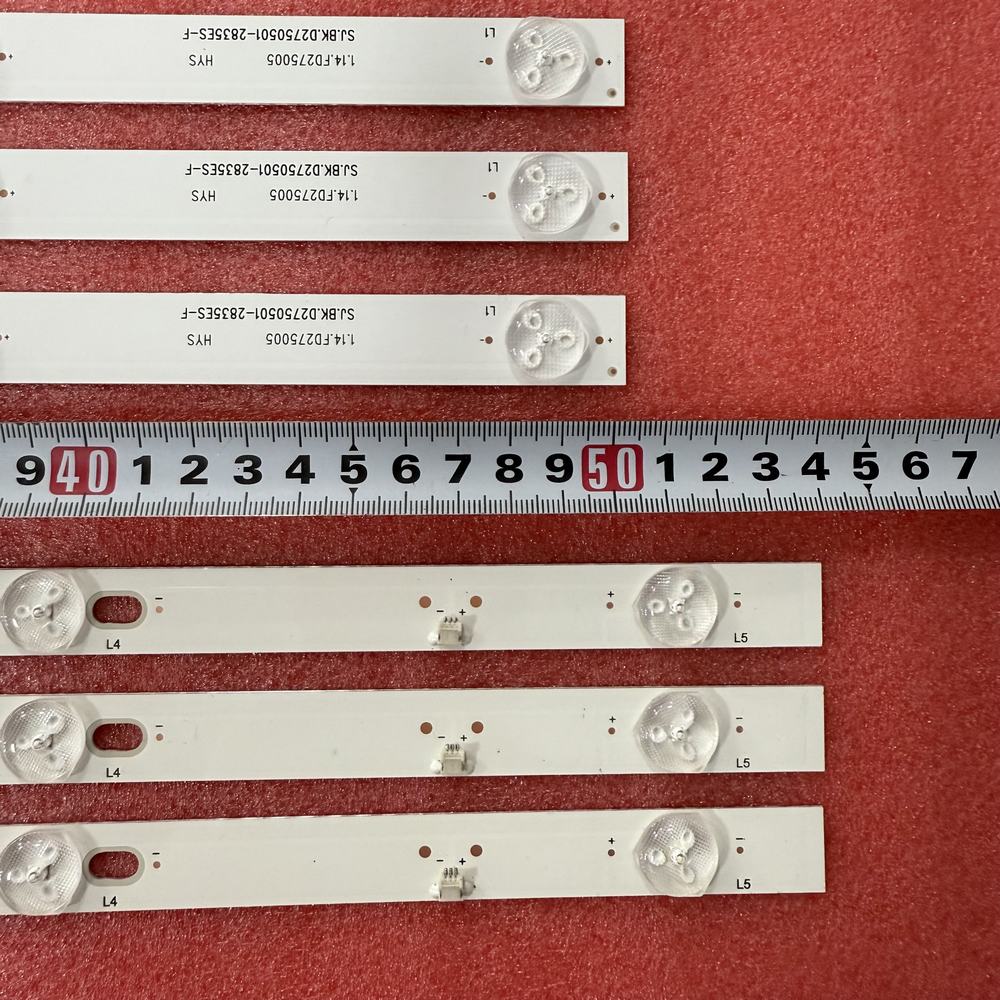 SJ.BK.D2750501-2835ES-F
L1
1.14.FD275005 HYS
- +
SJ.BK.D2750501-2835ES-F
L1
1.14.FD275005 HYS
- +
SJ.BK.D2750501-2835ES-F
L1
1.14.FD275005 HYS
- +
9 40 1 2 3 4 5 6 7 8 9 50 1 2 3 4 5 6 7
- - + + -
L4 L5
- - + + -
L4 L5
- - + + -
L4 L5